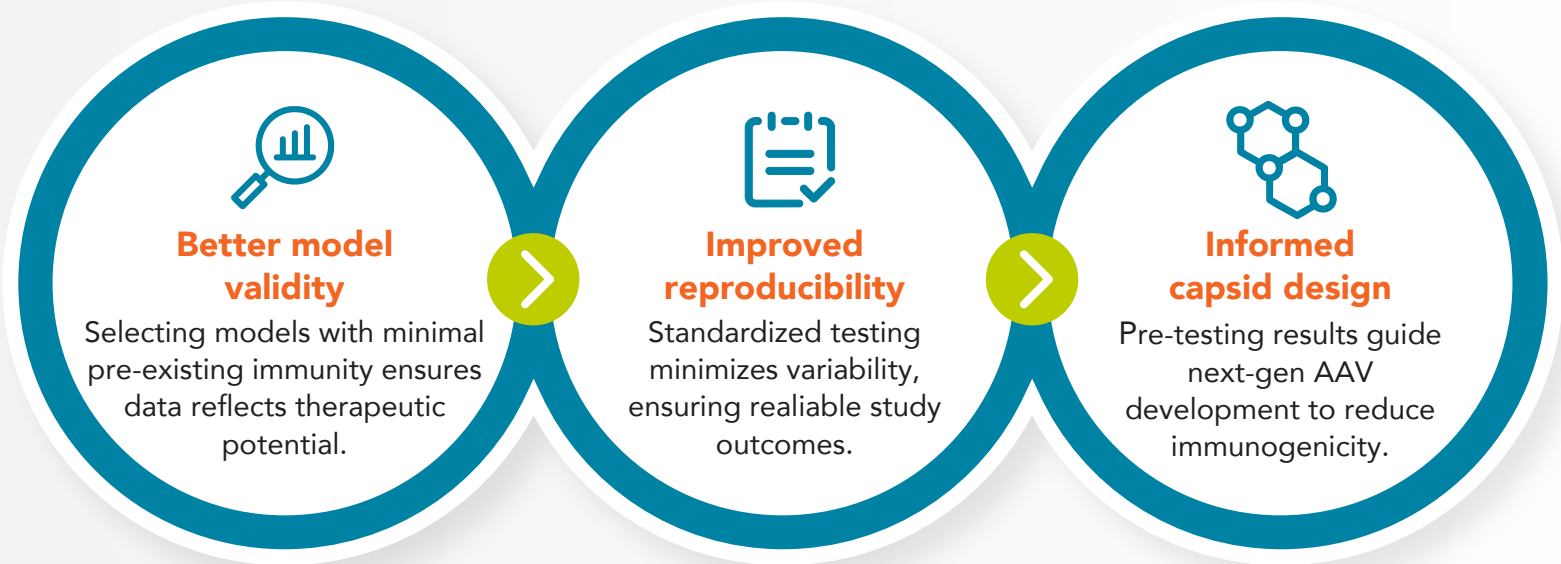 Better model
validity
Selecting models with minimal
pre-existing immunity ensures
data reflects therapeutic
potential.
Improved
reproducibility
Standardized testing
minimizes variability,
ensuring realiable study
outcomes.
Informed
capsid design
Pre-testing results guide
next-gen AAV
development to reduce
immunogenicity.